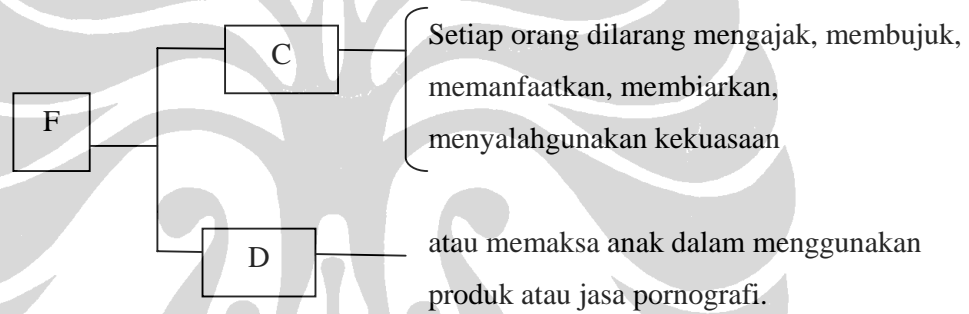 F
C
Setiap orang dilarang mengajak, membujuk,
memanfaatkan, membiarkan,
menyalahgunakan kekuasaan
D
atau memaksa anak dalam menggunakan
produk atau jasa pornografi.